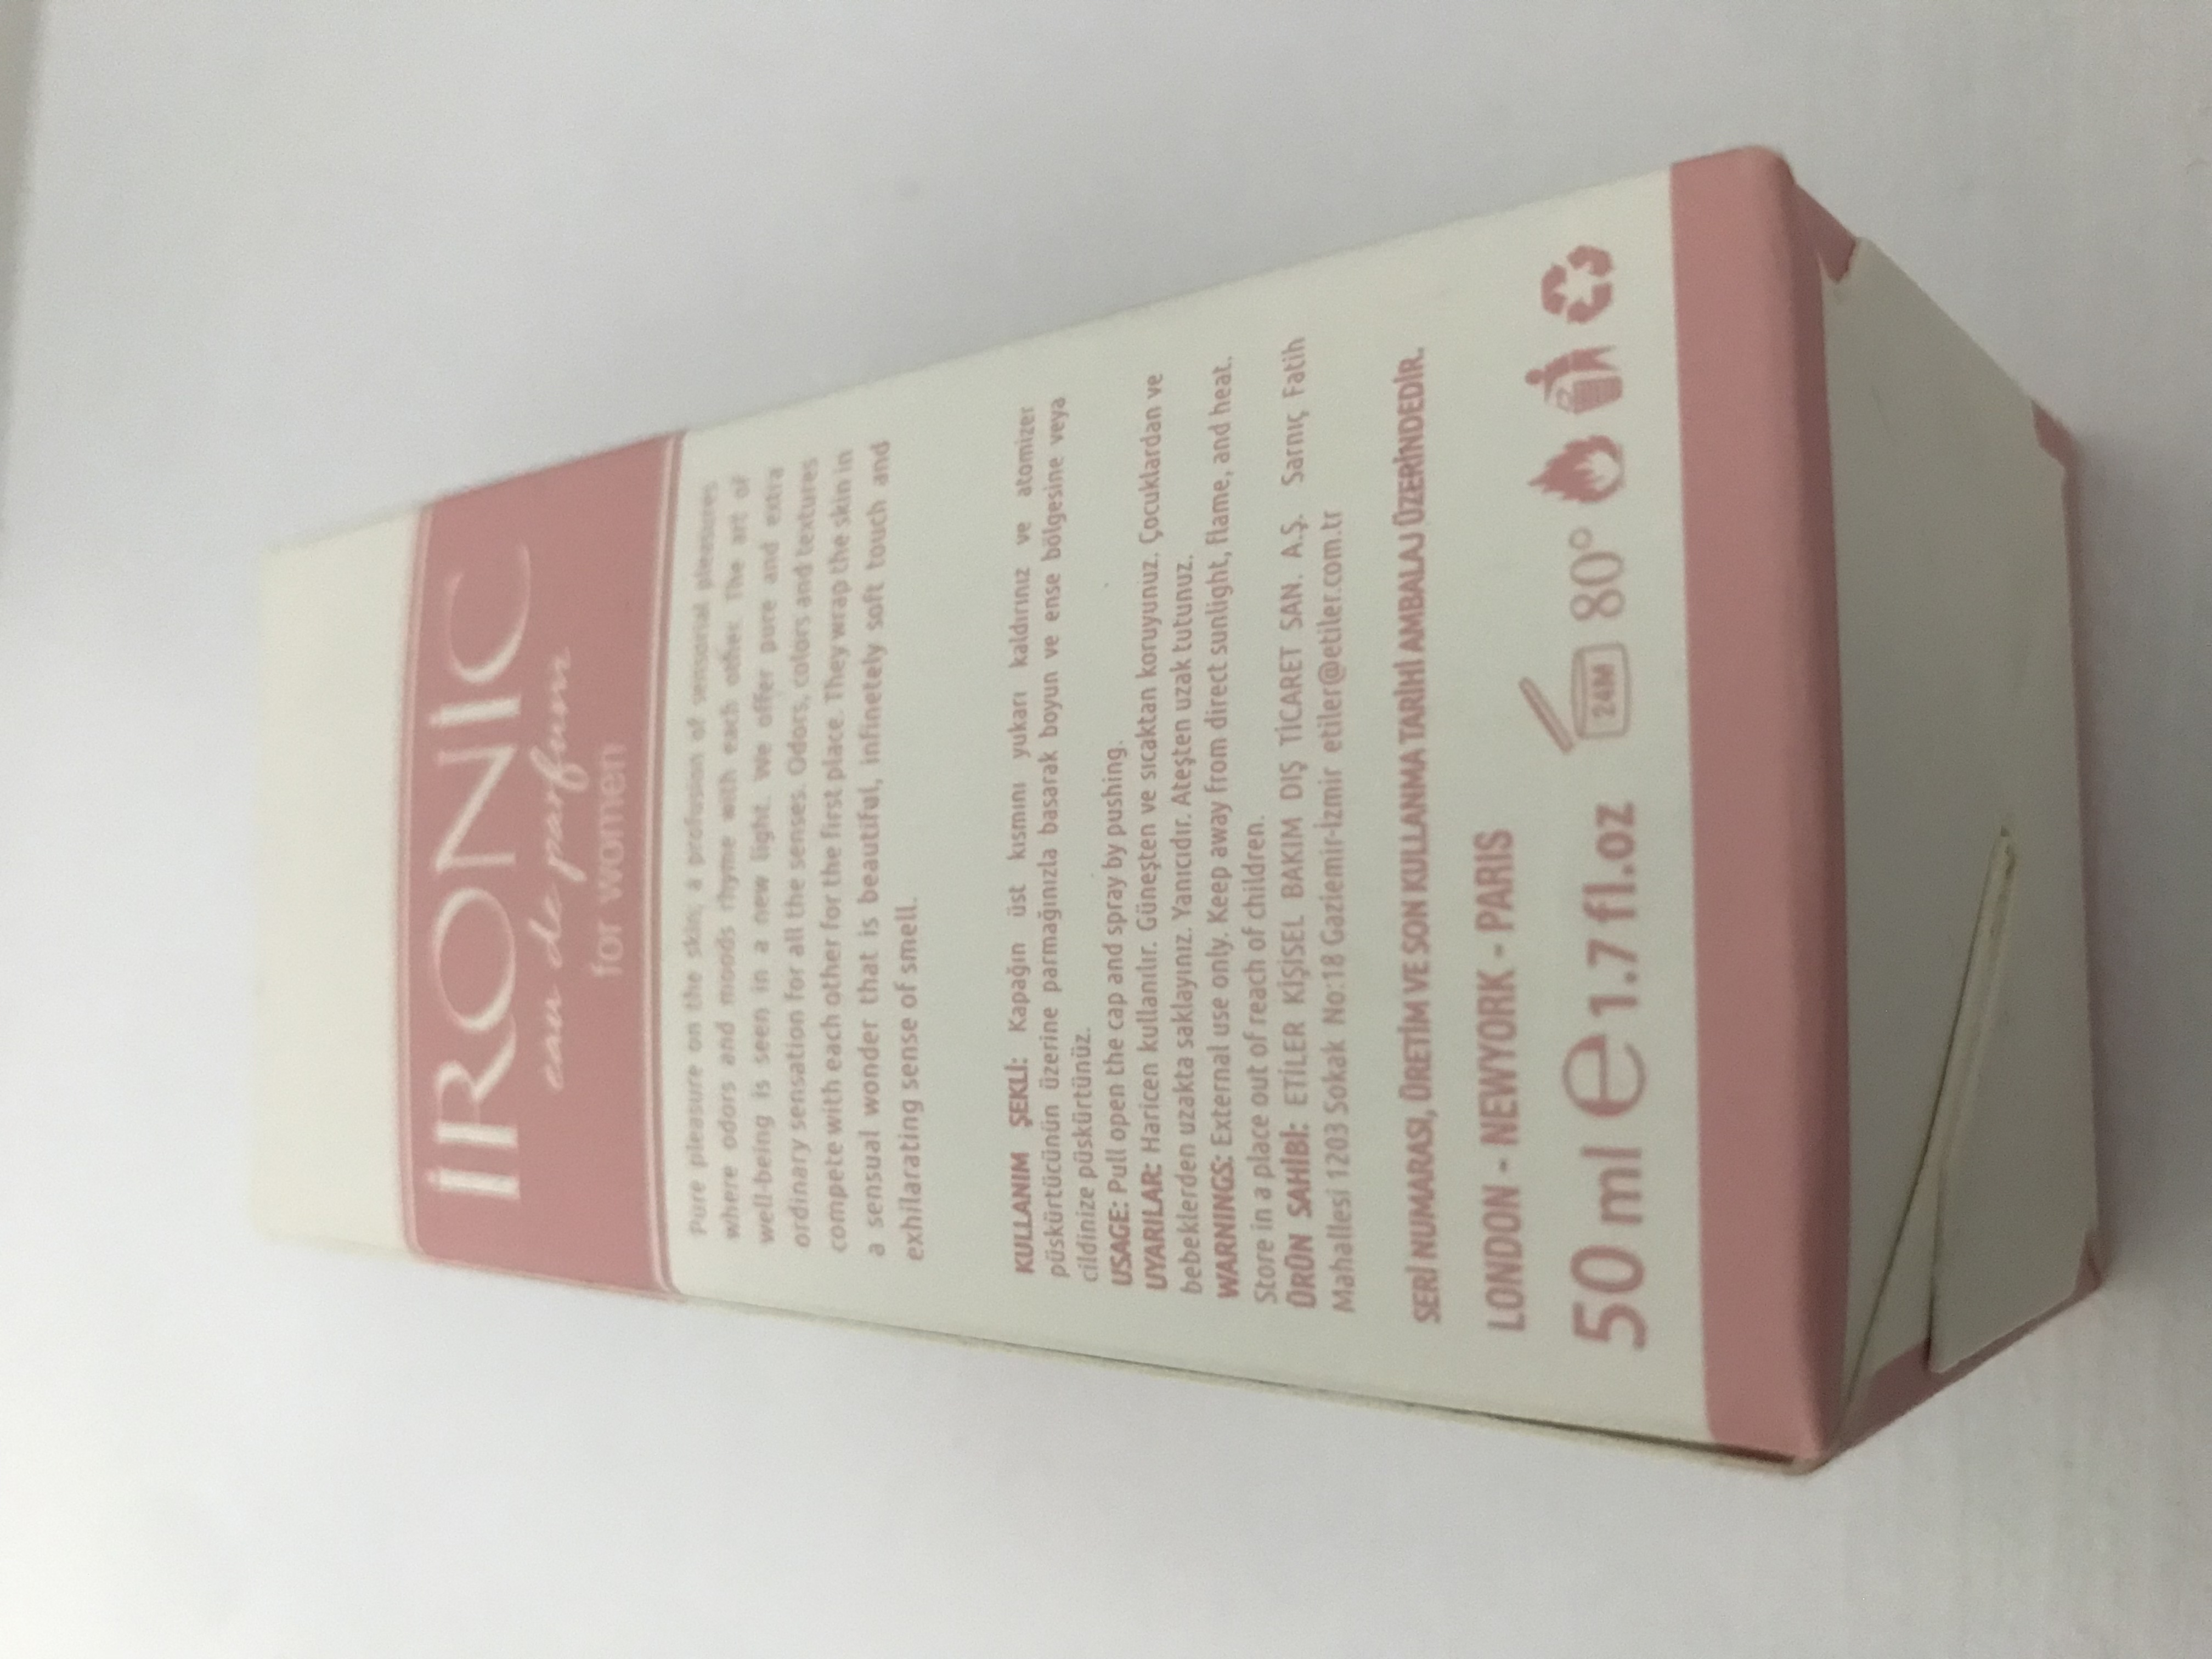 İRONIC
eau de parfum
for women
Pure pleasure on the skin; a profusion of sensorial pleasures
where odors and moods rhyme with each other. The art of
well-being is seen in a new light. We offer pure and extra
ordinary sensation for all the senses. Odors, colors and textures
compete with each other for the first place. They wrap the skin in
a sensual wonder that is beautiful, infinetely soft touch and
exhilarating sense of smell.
KULLANIM ŞEKLİ: Kapağın üst kısmını yukarı kaldırınız ve atomizer
püskürtücünün üzerine parmağınızla basarak boyun ve ense bölgesine veya
cildinize püskürtünüz.
USAGE: Pull open the cap and spray by pushing.
UYARILAR: Haricen kullanılır. Güneşten ve sıcaktan koruyunuz. Çocuklardan ve
bebeklerden uzakta saklayınız. Yanıcıdır. Ateşten uzak tutunuz.
WARNINGS: External use only. Keep away from direct sunlight, flame, and heat.
Store in a place out of reach of children.
ÜRÜN SAHİBİ: ETİLER KİŞİSEL BAKIM DIŞ TİCARET SAN. A.Ş. Sarnıç Fatih
Mahallesi 1203 Sokak No:18 Gaziemir-İzmir etiler@etiler.com.tr
SERİ NUMARASI, ÜRETİM VE SON KULLANMA TARİHİ AMBALAJ ÜZERİNDEDİR.
LONDON - NEWYORK - PARIS
50 ml e 1.7 fl.oz 24M 80°